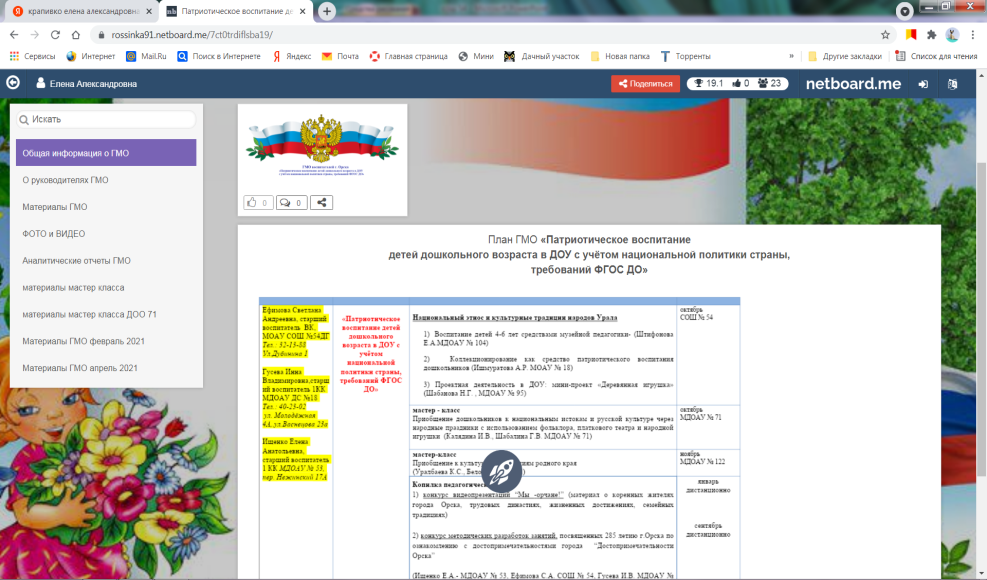 крапивко елена александровна
Патриотическое воспитание де
rossinka91.netboard.me/7ct0trdiflsba19/
Сервисы
Интернет
Mail.Ru
Поиск в Интернете
Яндекс
Почта
Главная страница
Мини
Дачный участок
Новая папка
Торренты
»
Другие закладки
Список для чтения
Елена Александровна
Поделиться
19.1
0
23
netboard.me
Искать
Общая информация о ГМО
О руководителях ГМО
Материалы ГМО
ФОТО и ВИДЕО
Аналитические отчеты ГМО
материалы мастер класса
материалы мастер класса ДОО 71
Материалы ГМО февраль 2021
Материалы ГМО апрель 2021
0
0
План ГМО «Патриотическое воспитание
детей дошкольного возраста в ДОУ с учётом национальной политики страны,
требований ФГОС ДО»
Ефимова Светлана
Андреевна, старший
воспитатель ВК,
МОАУ СОШ №54ДГ
Тел.: 32-13-88
Ул.Дубинина 1
Гусева Инна
Владимировна,старш
ий воспитатель 1КК
МДОАУ ДС №18
Тел.: 40-23-02
ул. Молодёжная
4А, ул.Васнецова 25а
Ищенко Елена
Анатольевна,
старший воспитатель
1 КК МДОАУ № 53,
пер. Нежинский 17А
«Патриотическое
воспитание детей
дошкольного
возраста в ДОУ с
учётом
национальной
политики страны,
требований ФГОС
ДО»
Национальный этнос и культурные традиции народов Урала
1) Воспитание детей 4-6 лет средствами музейной педагогики- (Штифонова
Е.А МДОАУ № 104)
2) Коллекционирование как средство патриотического воспитания
дошкольников (Ишмуратова А.Р. МОАУ № 18)
3) Проектная деятельность в ДОУ: мини-проект «Деревянная игрушка»
(Шабанова Н.Г. , МДОАУ № 95)
октябрь
СОШ № 54
мастер - класс
Приобщение дошкольников к национальным истокам и русской культуре через
народные праздники с использованием фольклора, платкового театра и народной
игрушки (Калядина И.В., Шабалина Г.В. МДОАУ № 71)
октябрь
МДОАУ № 71
мастер-класс
Приобщение к культур родного края
(Уралбаева К.С.,
ноябрь
МДОАУ № 122
Копилка педагогическ
1) конкурс видеопрезентаций "Мы -орчане!" (материал о коренных жителях
города Орска, трудовых династиях, жизненных достижениях, семейных
традициях)
январь
дистанционно
2) конкурс методических разработок занятий, посвященных 285 летию г.Орска по
ознакомлению с достопримечательностями города "Достопримечательности
Орска"
сентябрь
дистанционно
(Ищенко Е.А.- МДОАУ № 53, Ефимова С.А. СОШ № 54, Гусева И.В. МДОАУ №